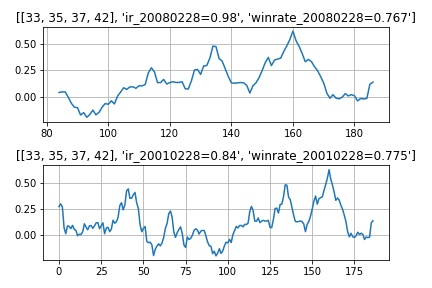 [[33, 35, 37, 42], 'ir_20080228=0.98', 'winrate_20080228=0.767']
0.50
0.25
0.00
80 100 120 140 160 180
[[33, 35, 37, 42], 'ir_20010228=0.84', 'winrate_20010228=0.775']
0.50
0.25
0.00
0 25 50 75 100 125 150 175